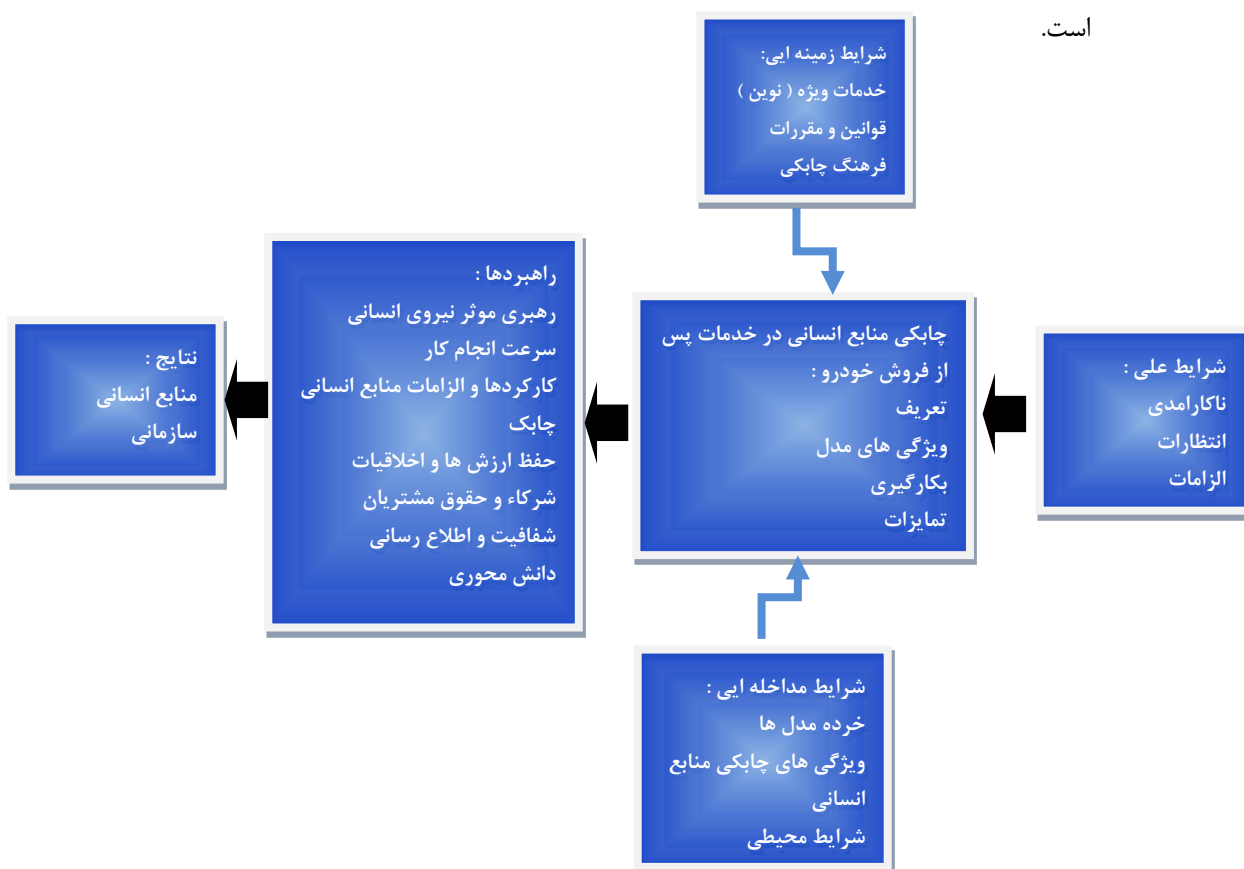 است.
شرایط زمینه ایی:
خدمات ویژه ( نوین )
قوانین و مقررات
فرهنگ چابکی
شرایط علی :
ناکارامدی
انتظارات
الزامات
چابکی منابع انسانی در خدمات پس
از فروش خودرو :
تعریف
ویژگی های مدل
بکارگیری
تمایزات
راهبردها :
رهبری موثر نیروی انسانی
سرعت انجام کار
کارکردها و الزامات منابع انسانی
چابک
حفظ ارزش ها و اخلاقیات
شرکاء و حقوق مشتریان
شفافیت و اطلاع رسانی
دانش محوری
نتایج :
منابع انسانی
سازمانی
شرایط مداخله ایی :
خرده مدل ها
ویژگی های چابکی منابع
انسانی
شرایط محیطی